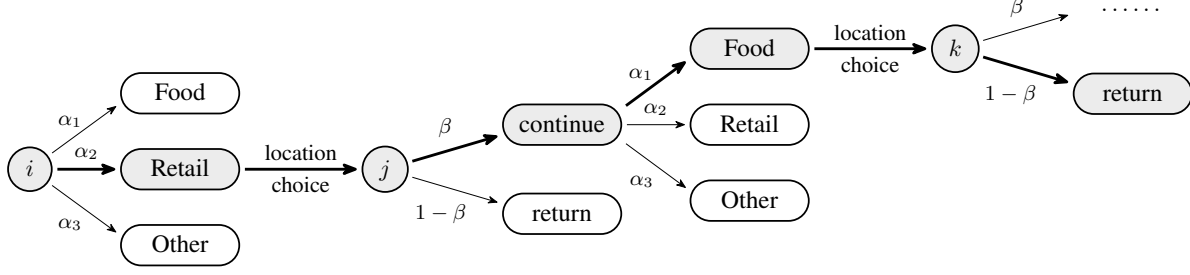 i
α₁
α₂
α₃
Food
Retail
Other
location
choice
j
β
1 − β
continue
return
α₁
α₂
α₃
Food
Retail
Other
location
choice
k
β
1 − β
......
return